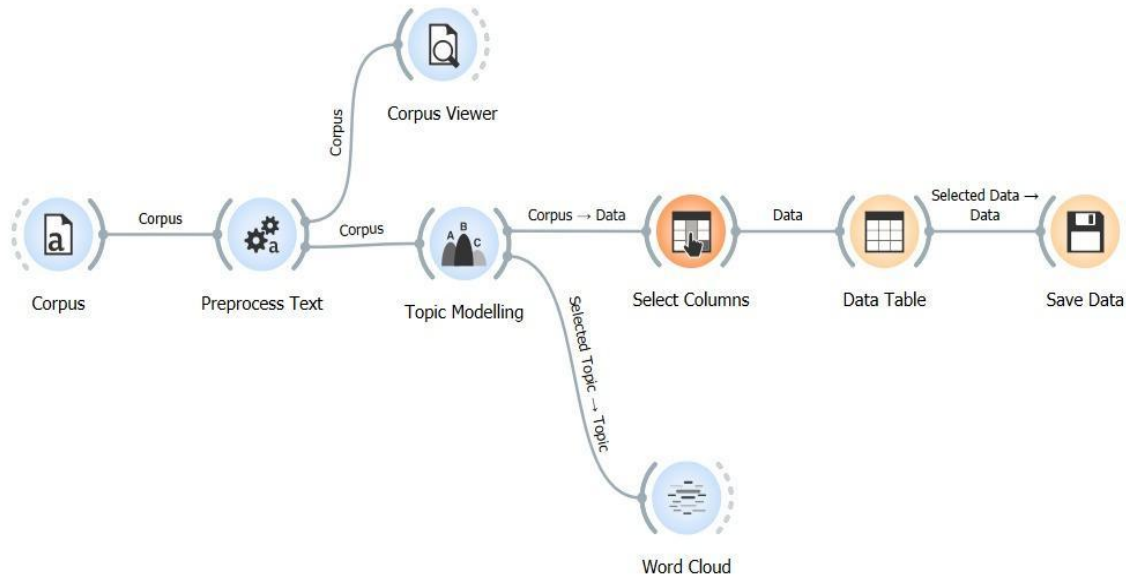 Corpus Viewer
Corpus
Corpus
Corpus
Corpus → Data
Data
Selected Data →
Data
Corpus
Preprocess Text
Topic Modelling
A
B
C
Select Columns
Data Table
Save Data
a
a
Selected Topic → Topic
Word Cloud